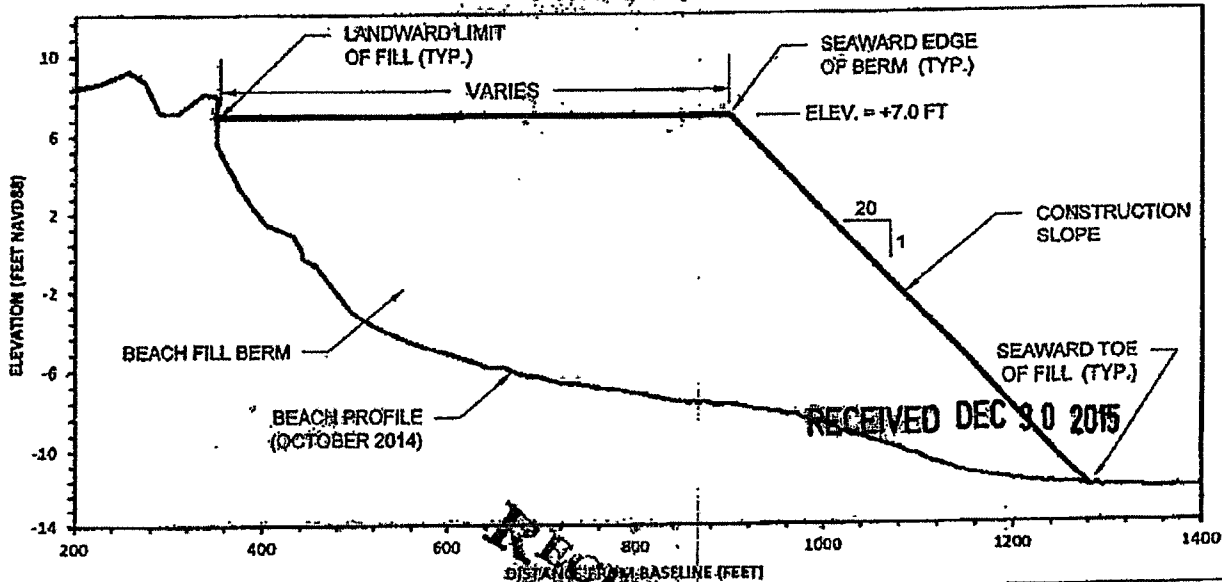 LANDWARD LIMIT
OF FILL (TYP.)
SEAWARD EDGE
OF BERM (TYP.)
VARIES
ELEV. = +7.0 FT
20
1
CONSTRUCTION
SLOPE
BEACH FILL BERM
SEAWARD TOE
OF FILL (TYP.)
BEACH PROFILE
(OCTOBER 2014)
RECEIVED DEC 30 2015
ELEVATION (FEET NAVD88)
10
6
2
-2
-6
-10
-14
200
400
600
800
1000
1200
1400
DISTANCE FROM BASELINE (FEET)